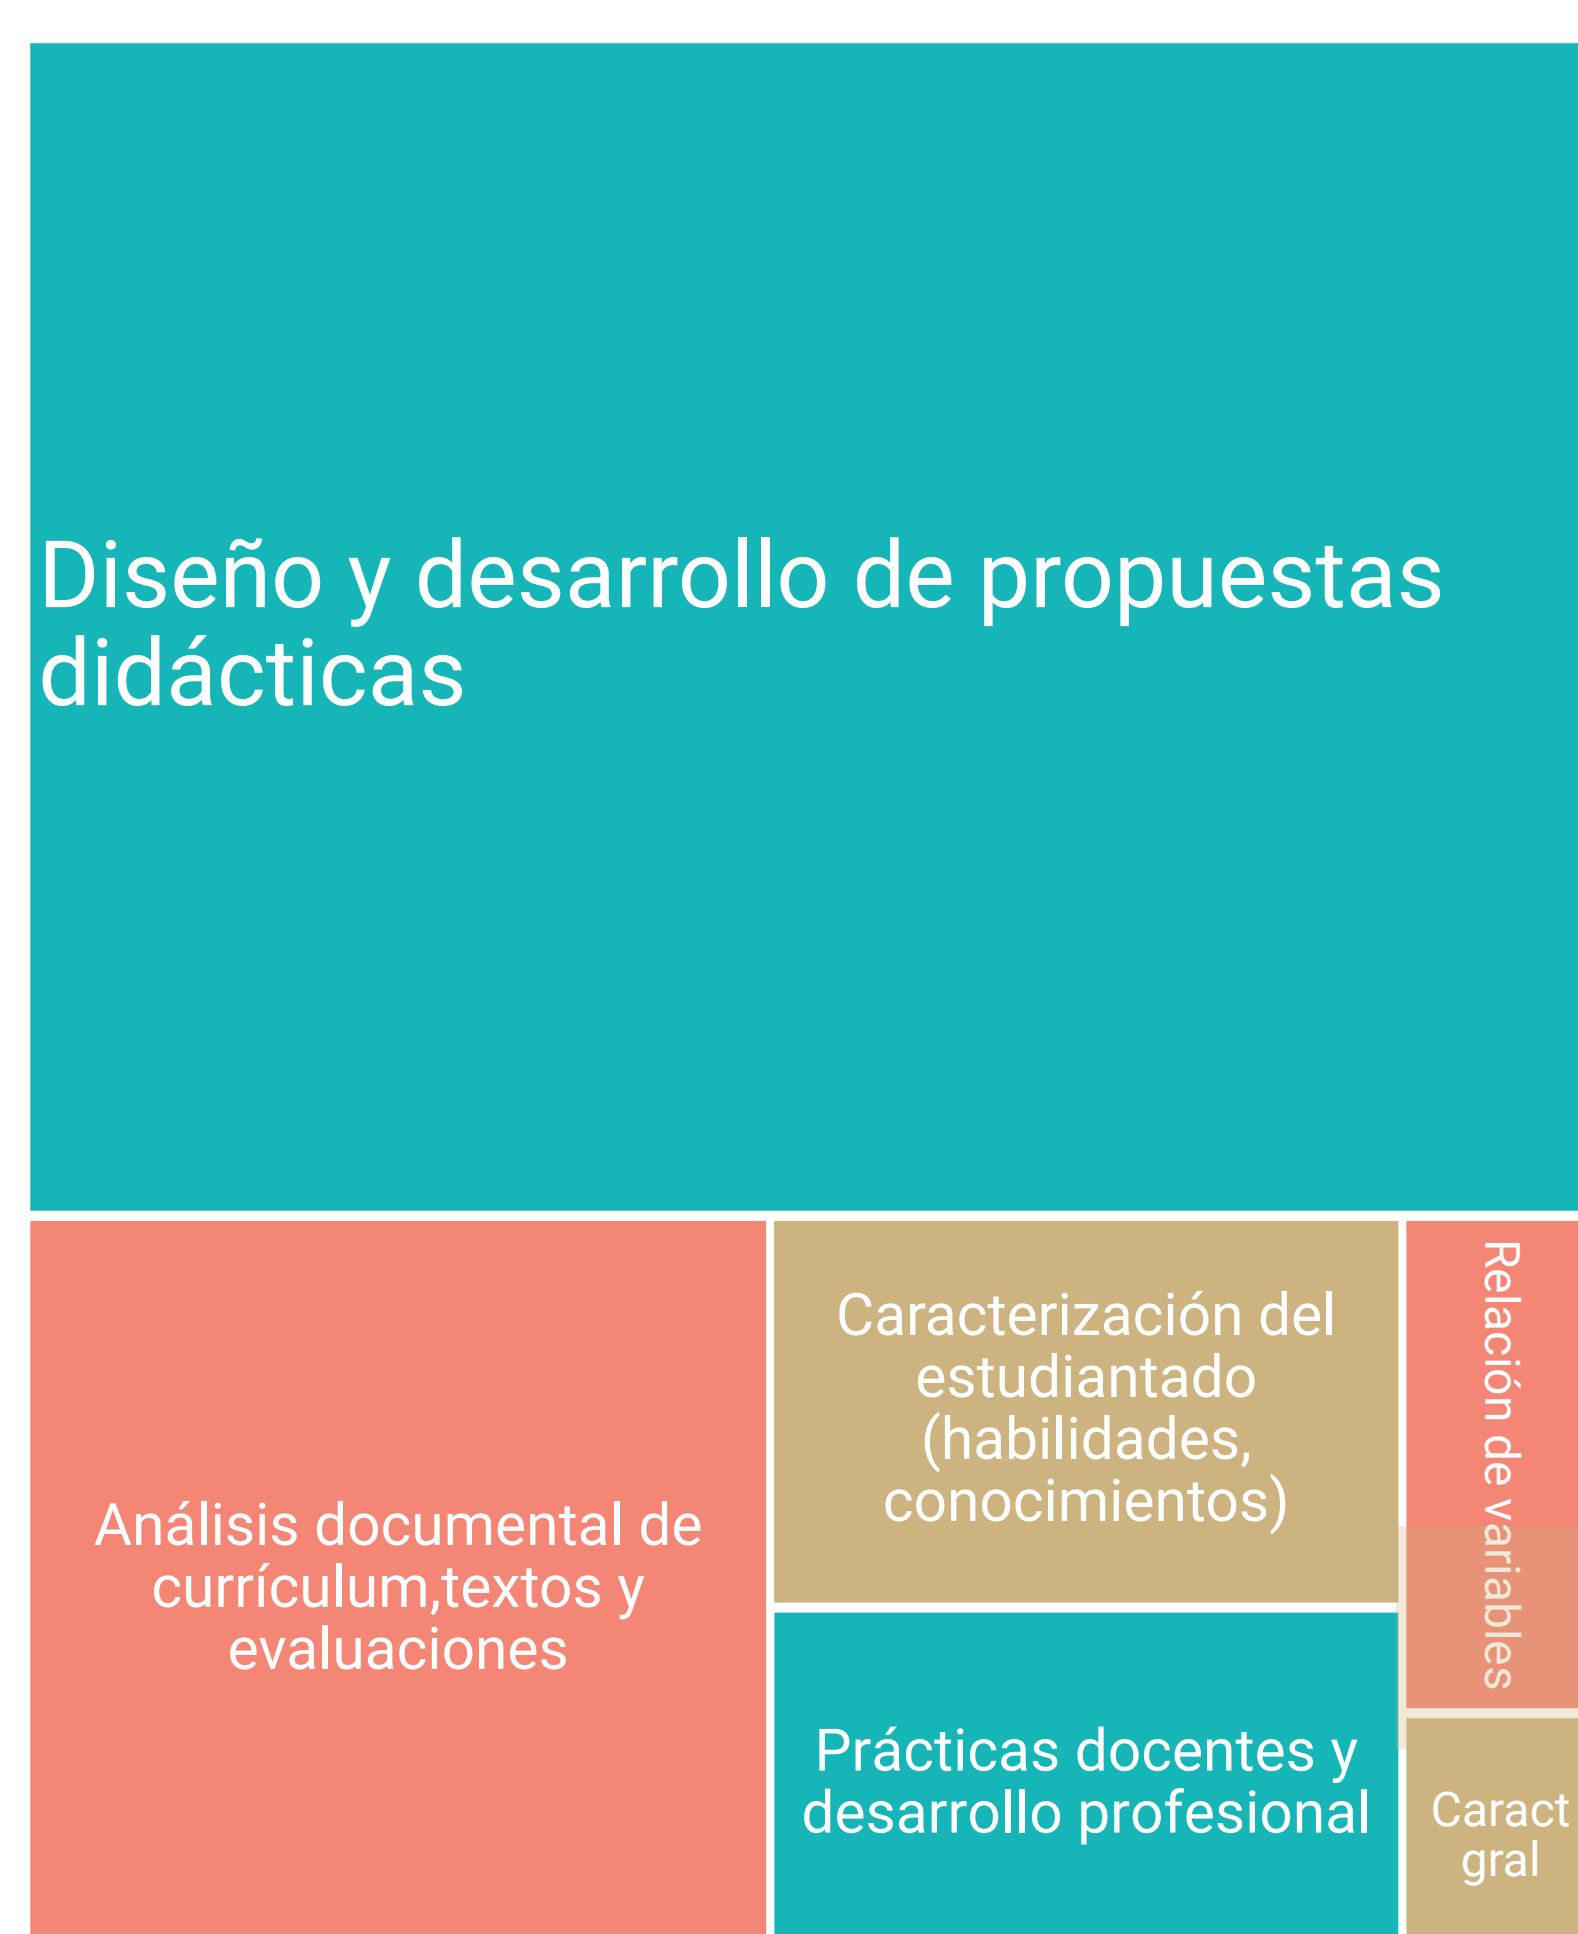 Diseño y desarrollo de propuestas
didácticas
Análisis documental de
currículum,textos y
evaluaciones
Caracterización del
estudiantado
(habilidades,
conocimientos)
Prácticas docentes y
desarrollo profesional
Relación de variables
Caract
gral